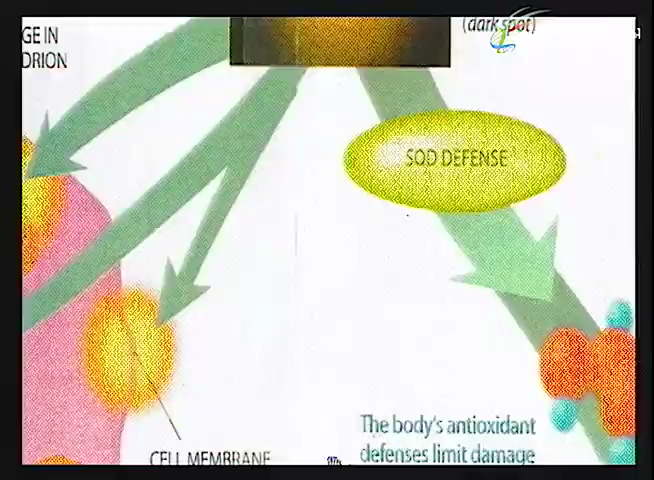 (dark spot)
GE IN
DRION
SOD DEFENSE
The body's antioxidant
defenses limit damage
CELL MEMBRANE